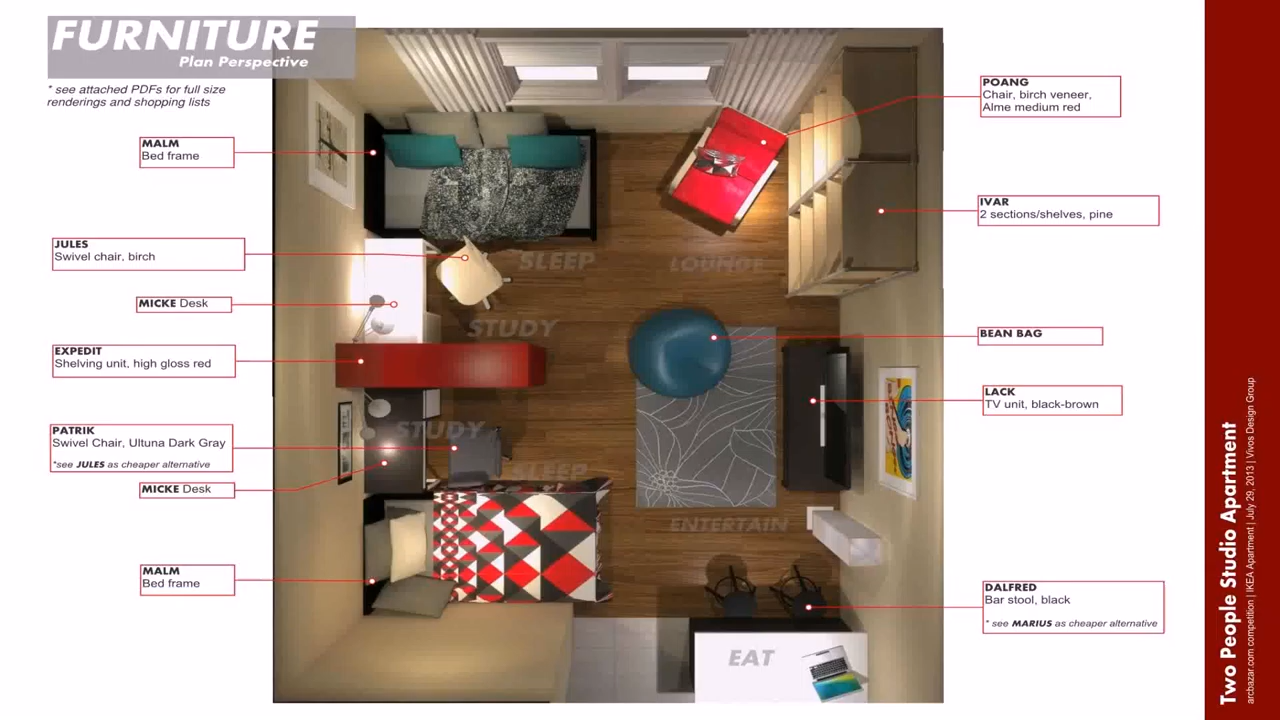 FURNITURE
Plan Perspective
* see attached PDFs for full size
renderings and shopping lists
MALM
Bed frame
JULES
Swivel chair, birch
MICKE Desk
EXPEDIT
Shelving unit, high gloss red
PATRIK
Swivel Chair, Ultuna Dark Gray
*see JULES as cheaper alternative
MICKE Desk
MALM
Bed frame
SLEEP
LOUNGE
STUDY
STUDY
SLEEP
ENTERTAIN
EAT
POANG
Chair, birch veneer,
Alme medium red
IVAR
2 sections/shelves, pine
BEAN BAG
LACK
TV unit, black-brown
DALFRED
Bar stool, black
* see MARIUS as cheaper alternative
Two People Studio Apartment
arcbazar.com competition | IKEA Apartment | July 29, 2013 | Vivos Design Group